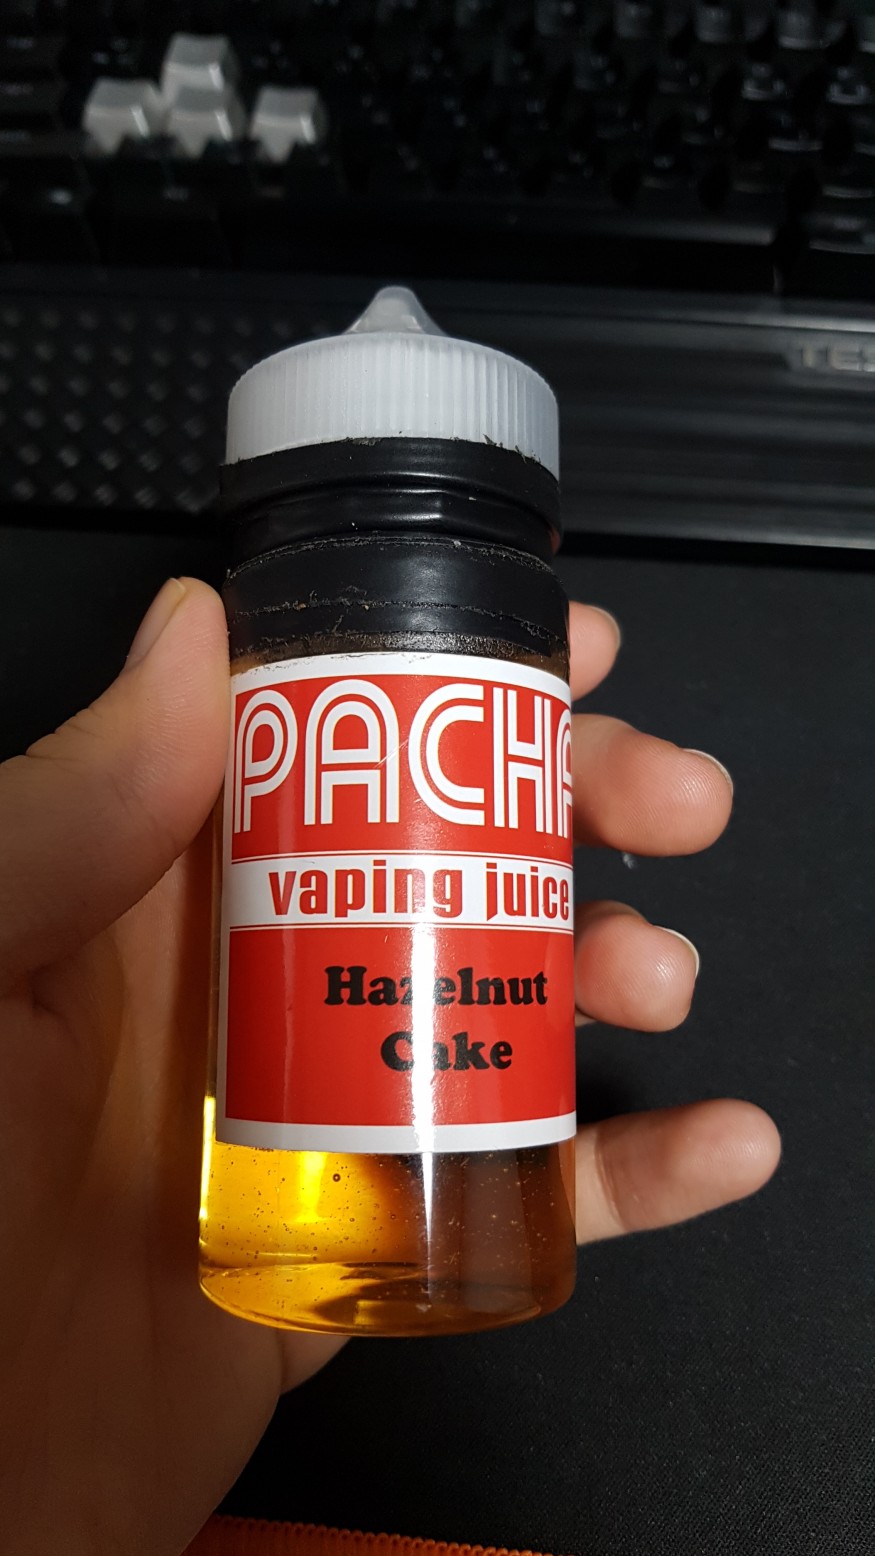 PACHA
vaping juice
Hazelnut
Cake